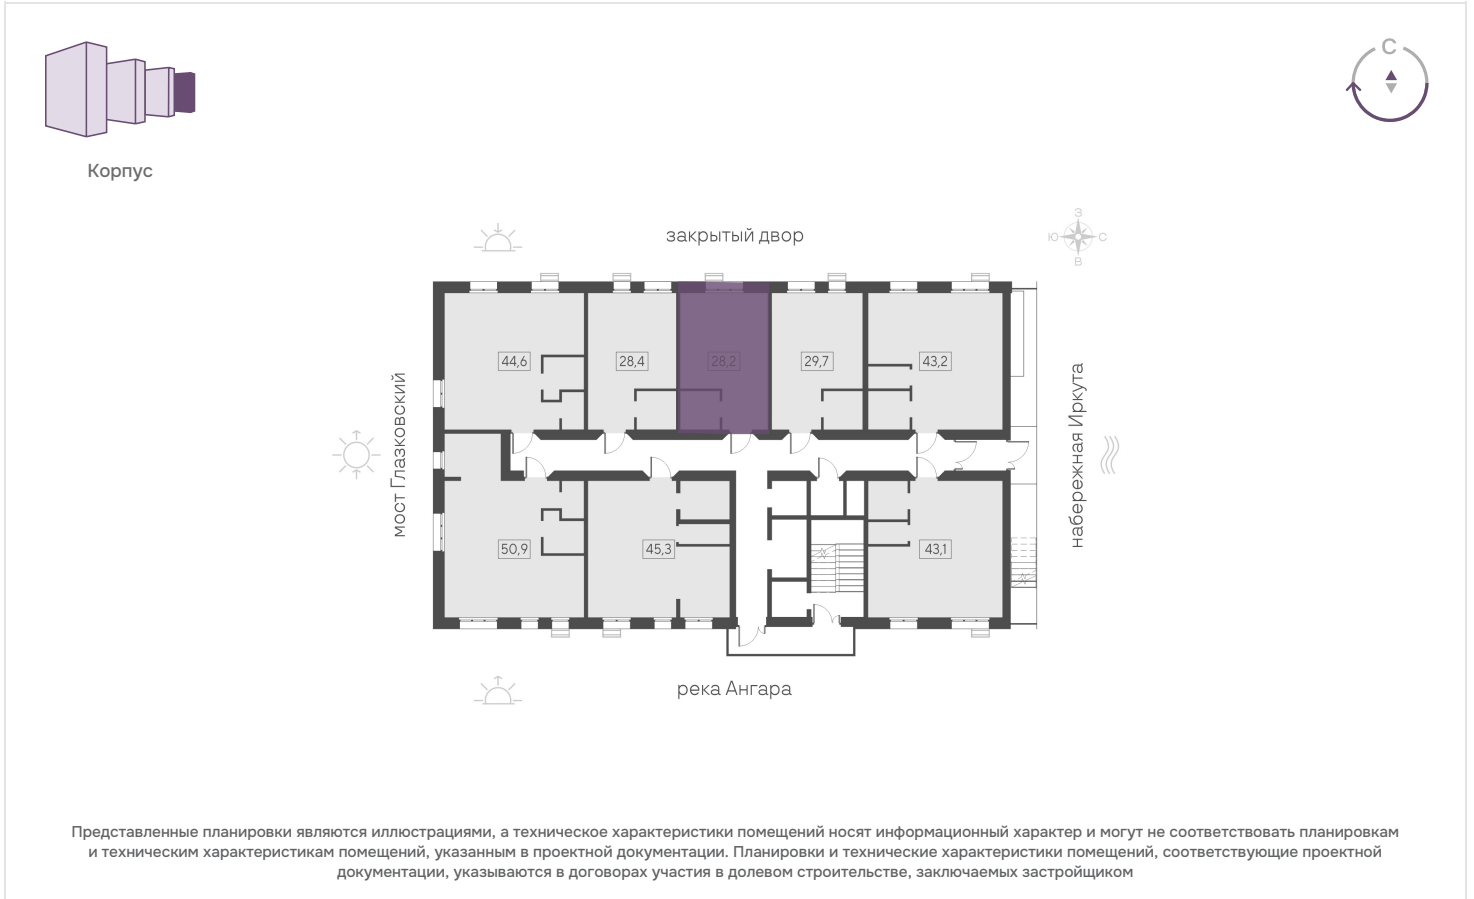 С
Корпус
закрытый двор
З
Ю
С
В
44,6
28,4
28,2
29,7
43,2
мост Глазковский
набережная Иркута
50,9
45,3
43,1
река Ангара
Представленные планировки являются иллюстрациями, а техническое характеристики помещений носят информационный характер и могут не соответствовать планировкам
и техническим характеристикам помещений, указанным в проектной документации. Планировки и технические характеристики помещений, соответствующие проектной
документации, указываются в договорах участия в долевом строительстве, заключаемых застройщиком